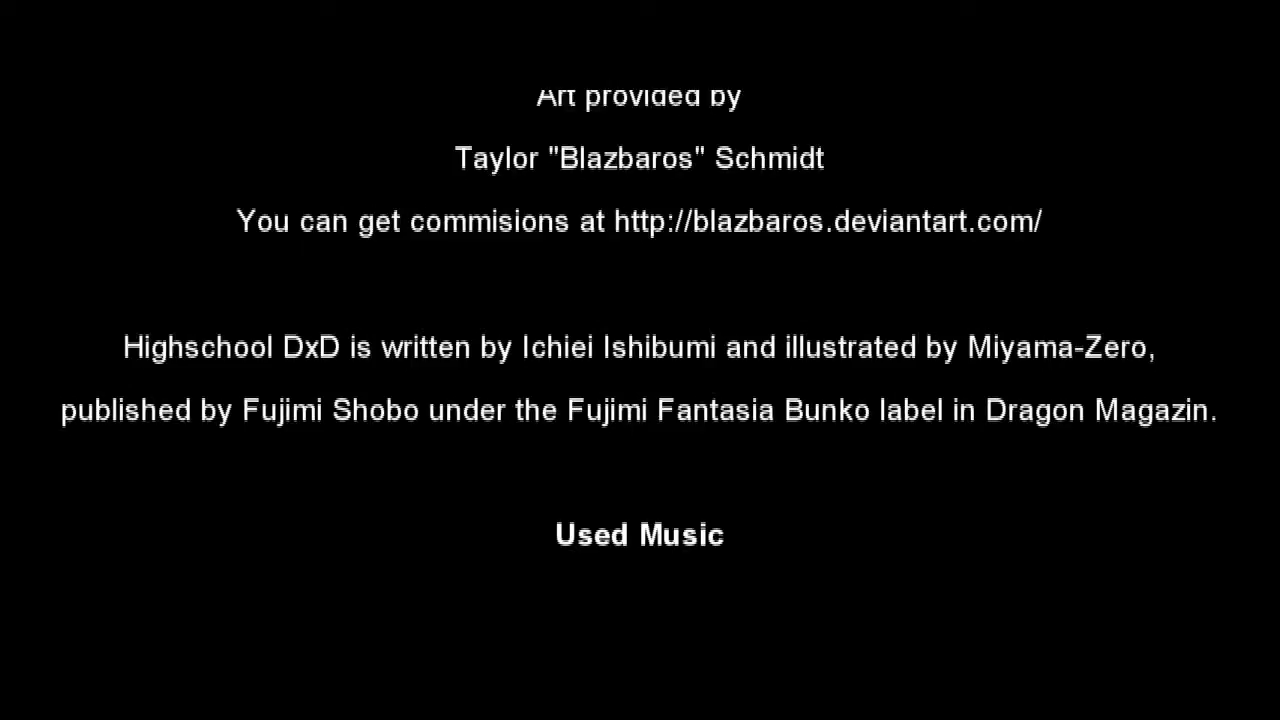 Art provided by
Taylor "Blazbaros" Schmidt
You can get commisions at http://blazbaros.deviantart.com/
Highschool DxD is written by Ichiei Ishibumi and illustrated by Miyama-Zero,
published by Fujimi Shobo under the Fujimi Fantasia Bunko label in Dragon Magazin.
Used Music